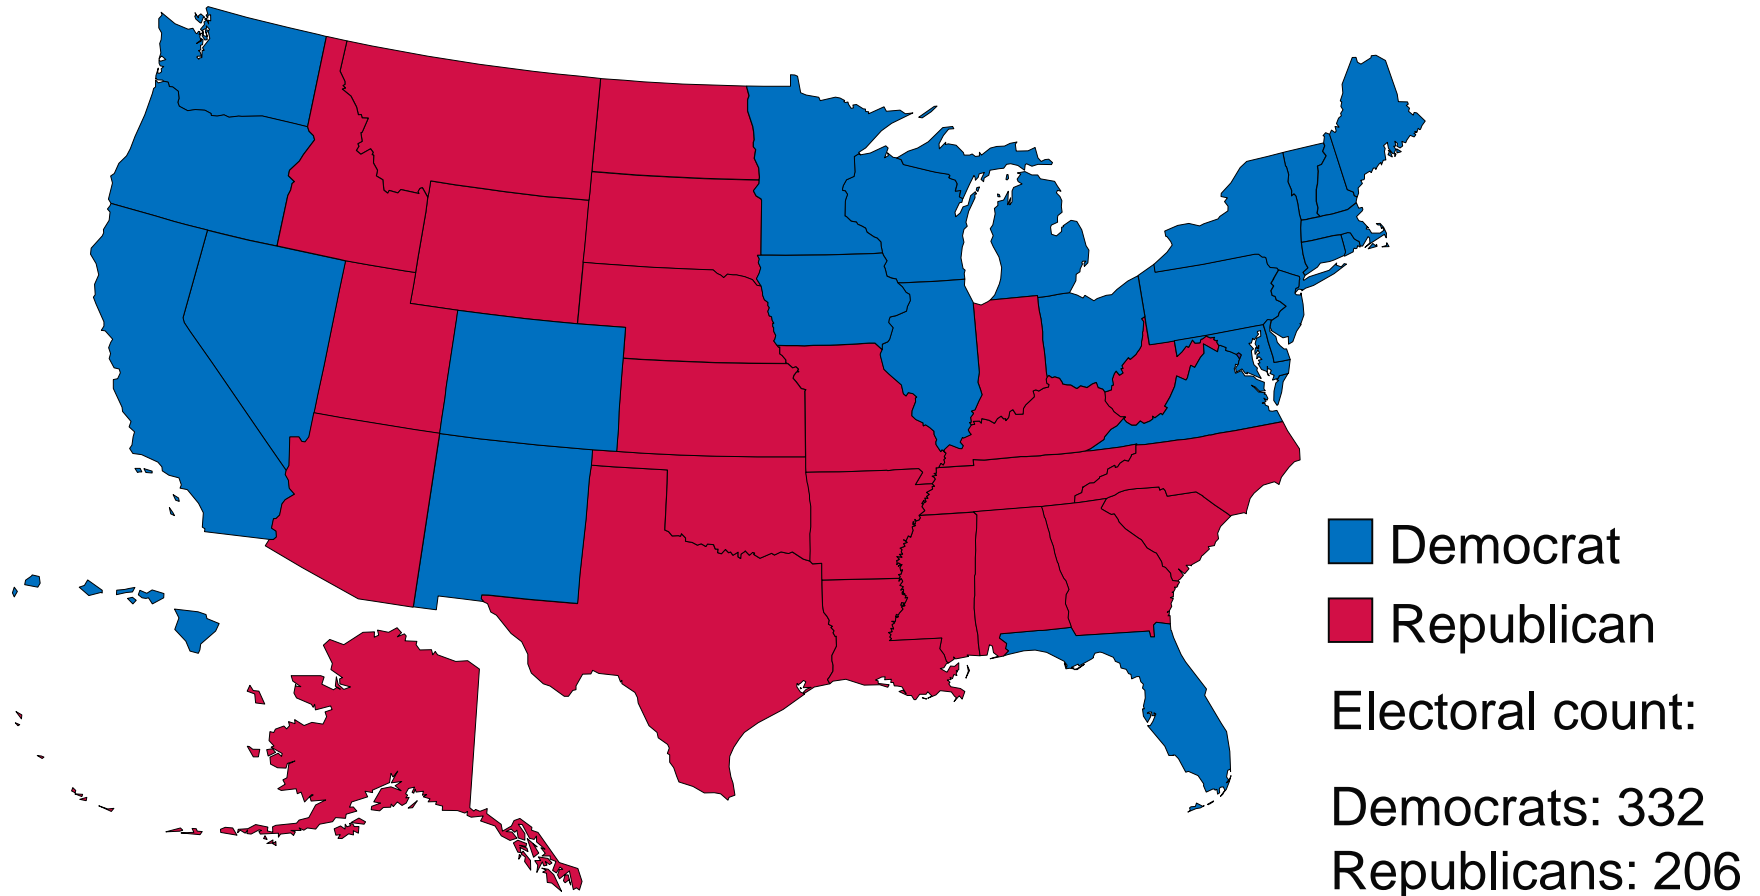 Democrat
Republican
Electoral count:
Democrats: 332
Republicans: 206